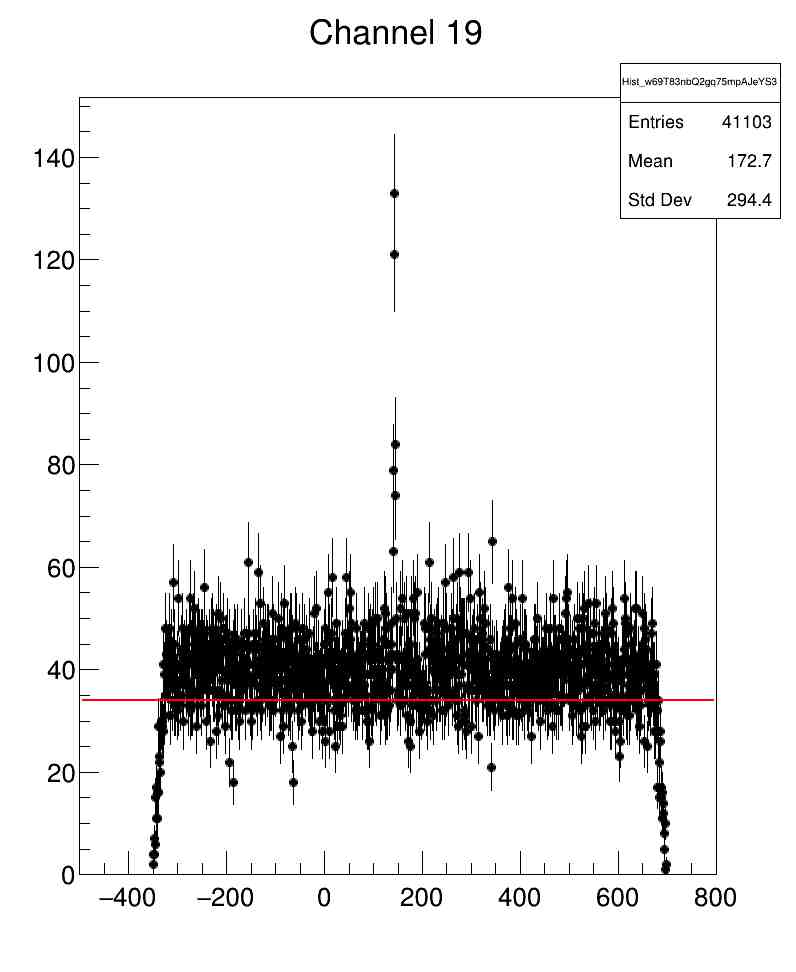 Channel 19
Hist_w69T83nbQ2gq75mpAJeYS3
Entries 41103
Mean 172.7
Std Dev 294.4
140
120
100
80
60
40
20
0
−400 −200 0 200 400 600 800